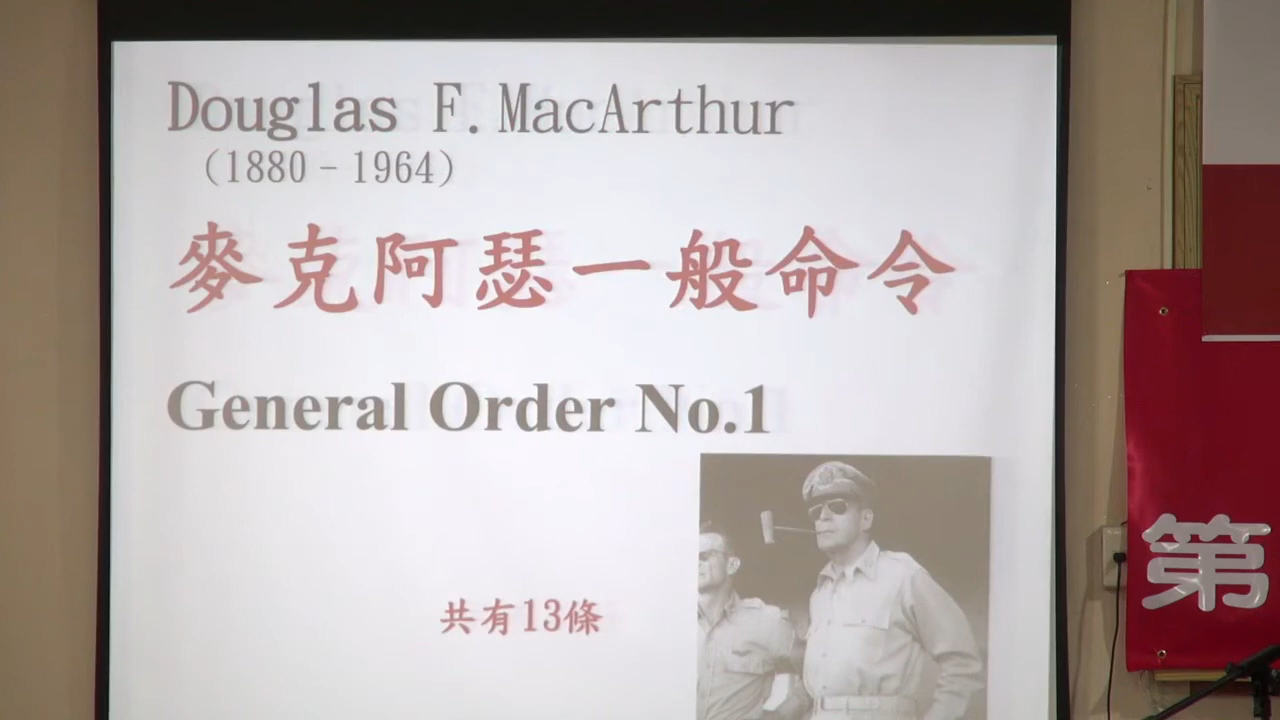 Douglas F. MacArthur
（1880－1964）
麥克阿瑟一般命令
General Order No.1
共有13條
第